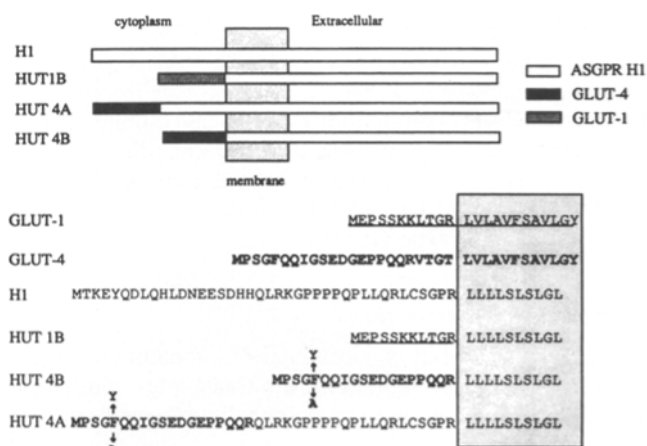 cytoplasm Extracellular
H1
HUT1B
HUT 4A
HUT 4B
ASGPR H1
GLUT-4
GLUT-1
membrane
GLUT-1 MEPSSKKLTGR LVLAVFSAVLGY
GLUT-4 MPSGFQQIGSEDGEPPQQRVTGT LVLAVFSAVLGY
H1 MTKEYQDLQHLDNEESDHHQLRKGPPPPQPLLQRLCSGPR LLLLSLSLGL
HUT 1B MEPSSKKLTGR LLLLSLSLGL
Y
HUT 4B MPSGFQQIGSEDGEPPQQR LLLLSLSLGL
Y A
HUT 4A MPSGFQQIGSEDGEPPQQRQLRKGPPPPQPLLQRLCSGPR LLLLSLSLGL